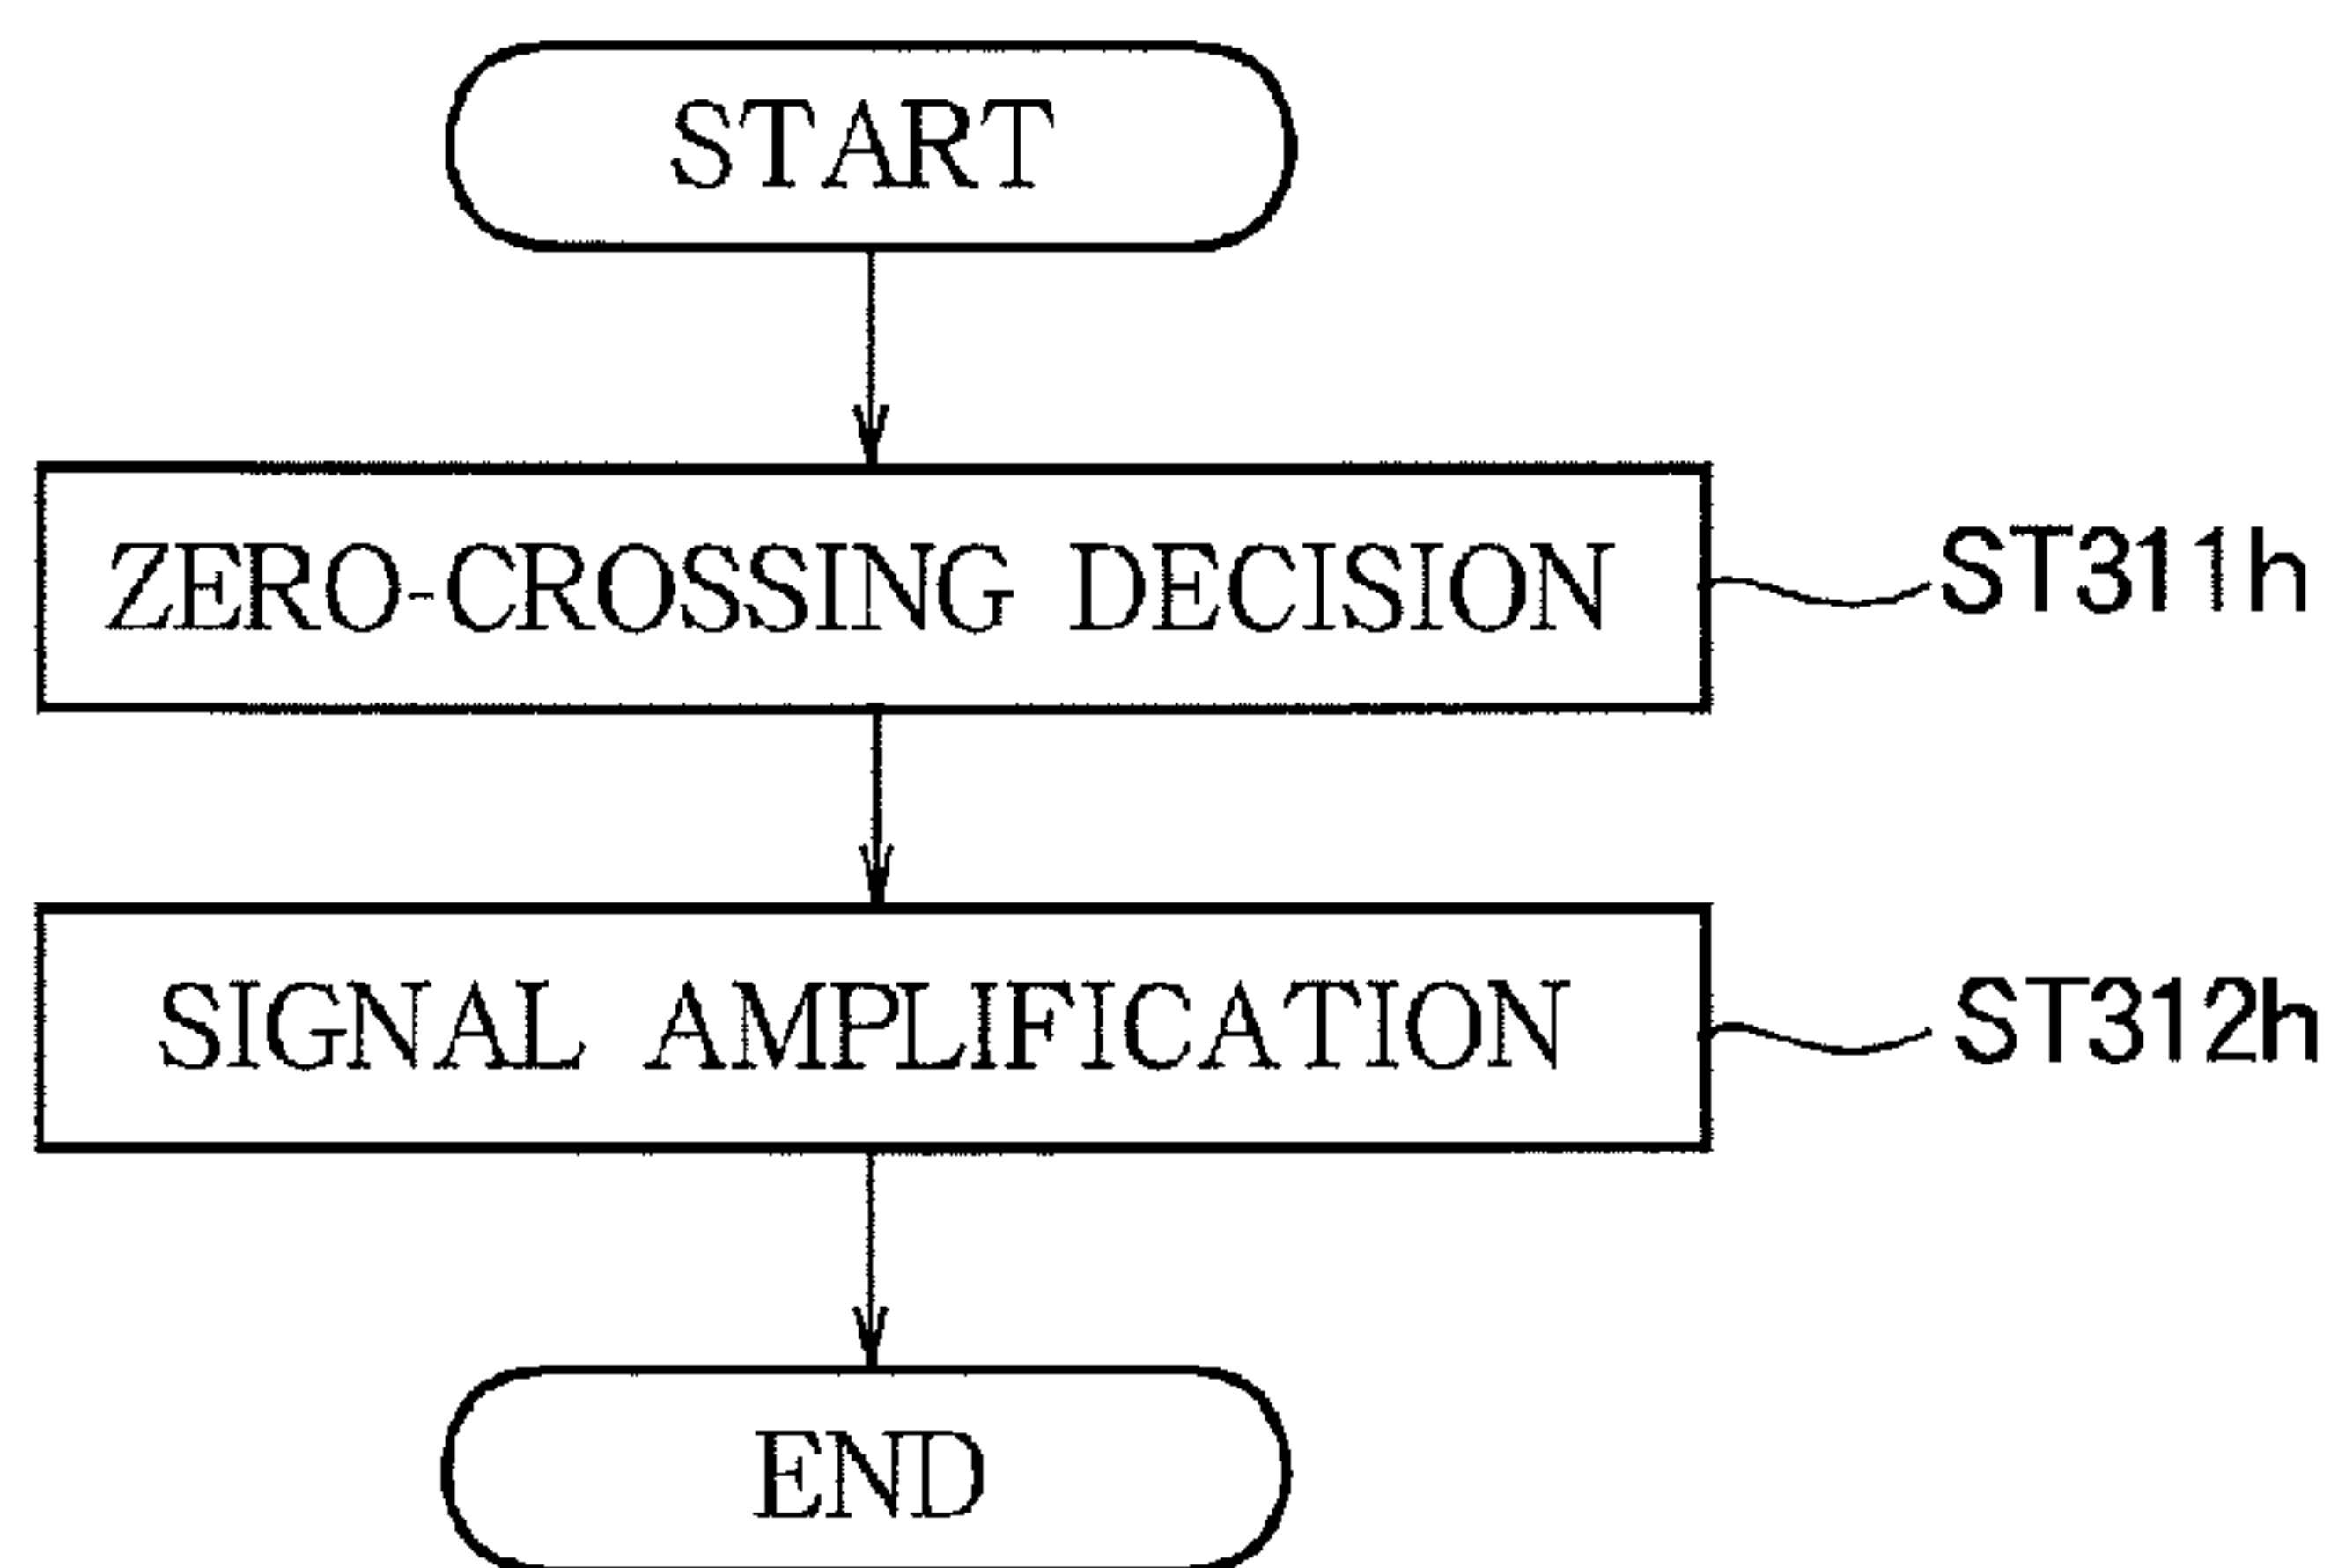 START
ZERO-CROSSING DECISION
ST311h
SIGNAL AMPLIFICATION
ST312h
END